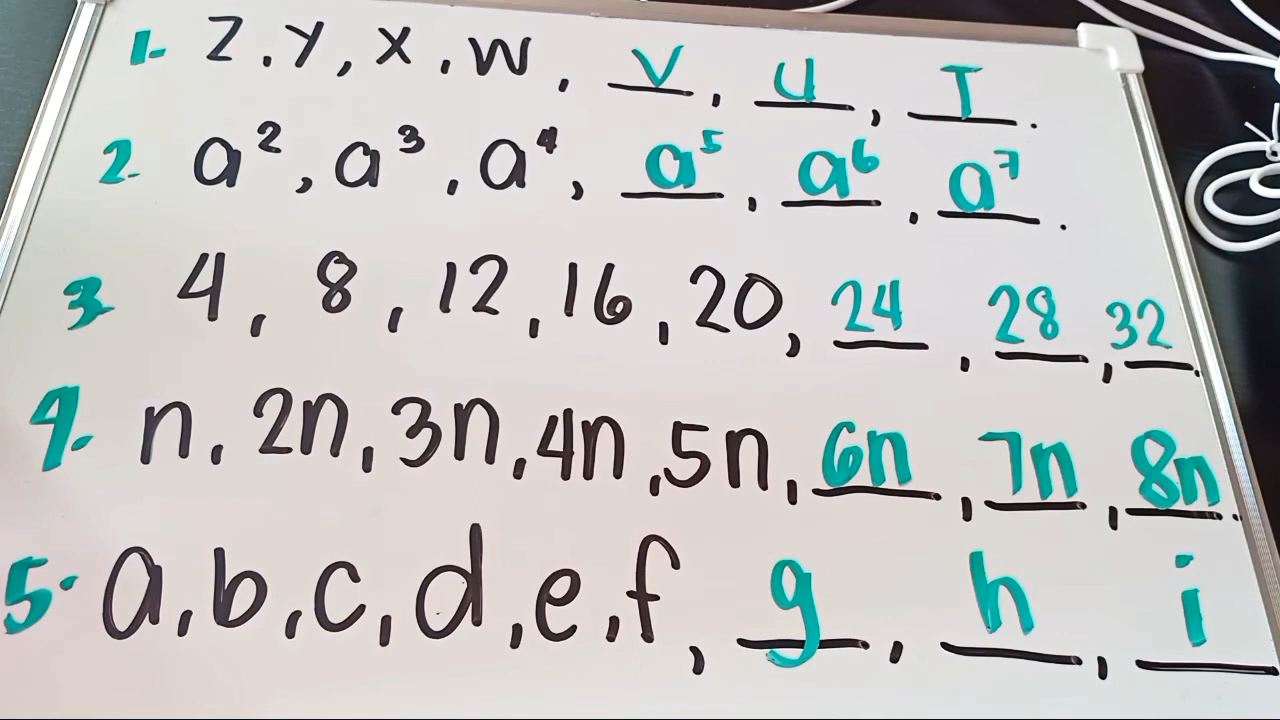 1. Z, Y, X, W, V, U, T.
2. a², a³, a⁴, a⁵, a⁶, a⁷.
3. 4, 8, 12, 16, 20, 24, 28, 32.
4. n, 2n, 3n, 4n, 5n, 6n, 7n, 8n.
5. a, b, c, d, e, f, g, h, i